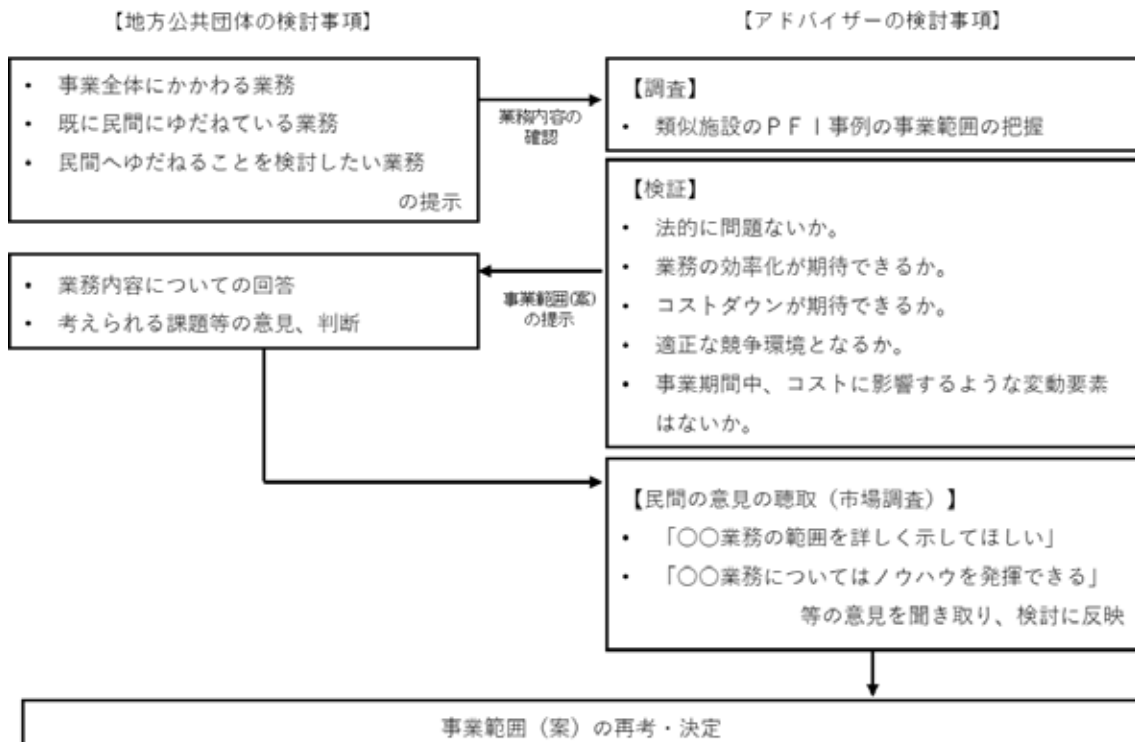 【地方公共団体の検討事項】
・ 事業全体にかかわる業務
・ 既に民間にゆだねている業務
・ 民間へゆだねることを検討したい業務
の提示
業務内容の
確認
・ 業務内容についての回答
・ 考えられる課題等の意見、判断
事業範囲(案)
の提示
【アドバイザーの検討事項】
【調査】
・ 類似施設のＰＦＩ事例の事業範囲の把握
【検証】
・ 法的に問題ないか。
・ 業務の効率化が期待できるか。
・ コストダウンが期待できるか。
・ 適正な競争環境となるか。
・ 事業期間中、コストに影響するような変動要素
はないか。
【民間の意見の聴取（市場調査）】
・ 「〇〇業務の範囲を詳しく示してほしい」
・ 「〇〇業務についてはノウハウを発揮できる」
等の意見を聞き取り、検討に反映
事業範囲（案）の再考・決定